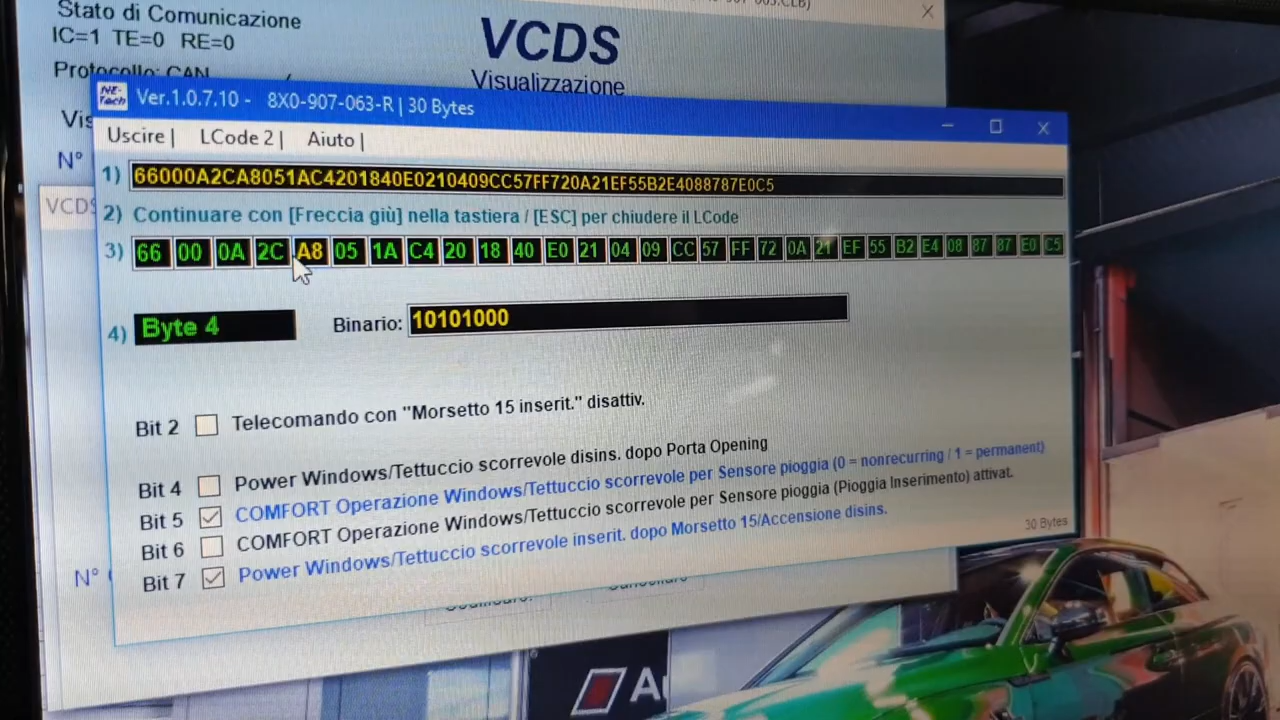 Stato di Comunicazione
IC=1 TE=0 RE=0
Protocollo: CAN
VCDS
Visualizzazione
Vis
N°
VCDS
NE-Tech Ver.1.0.7.10 - 8X0-907-063-R | 30 Bytes
Uscire | LCode 2 | Aiuto |
1) 66000A2CA8051AC4201840E0210409CC57FF720A21EF55B2E4088787E0C5
2) Continuare con [Freccia giù] nella tastiera / [ESC] per chiudere il LCode
3) 66 00 0A 2C A8 05 1A C4 20 18 40 E0 21 04 09 CC 57 FF 72 0A 21 EF 55 B2 E4 08 87 87 E0 C5
4) Byte 4 Binario: 10101000
Bit 2 Telecomando con "Morsetto 15 inserit." disattiv.
Bit 4 Power Windows/Tettuccio scorrevole disins. dopo Porta Opening
Bit 5 COMFORT Operazione Windows/Tettuccio scorrevole per Sensore pioggia (0 = nonrecurring / 1 = permanent)
Bit 6 COMFORT Operazione Windows/Tettuccio scorrevole per Sensore pioggia (Pioggia Inserimento) attivat.
Bit 7 Power Windows/Tettuccio scorrevole inserit. dopo Morsetto 15/Accensione disins.
30 Bytes
N°